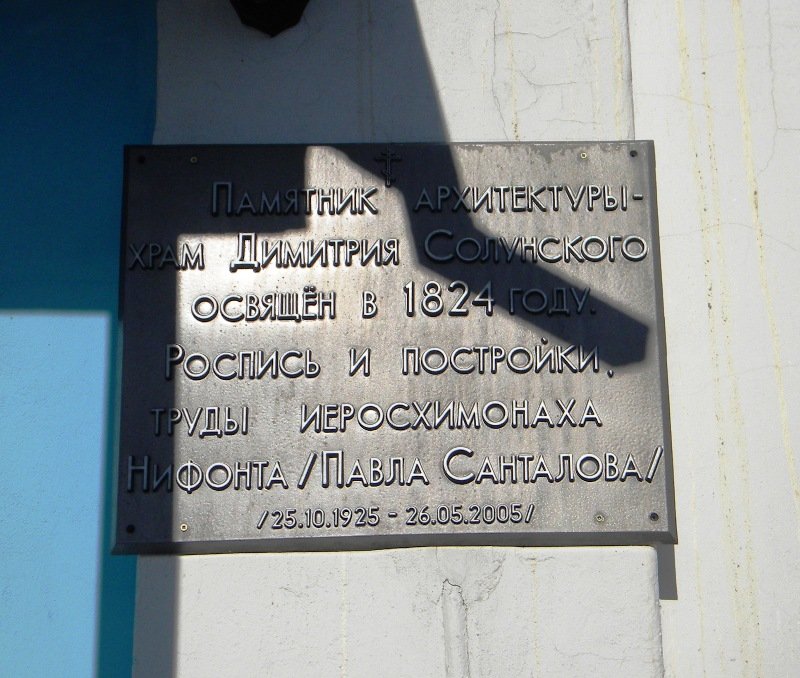 Памятник архитектуры-
храм Димитрия Солунского
освящён в 1824 году.
Роспись и постройки,
труды иеросхимонаха
Нифонта /Павла Санталова/
/25.10.1925 - 26.05.2005/